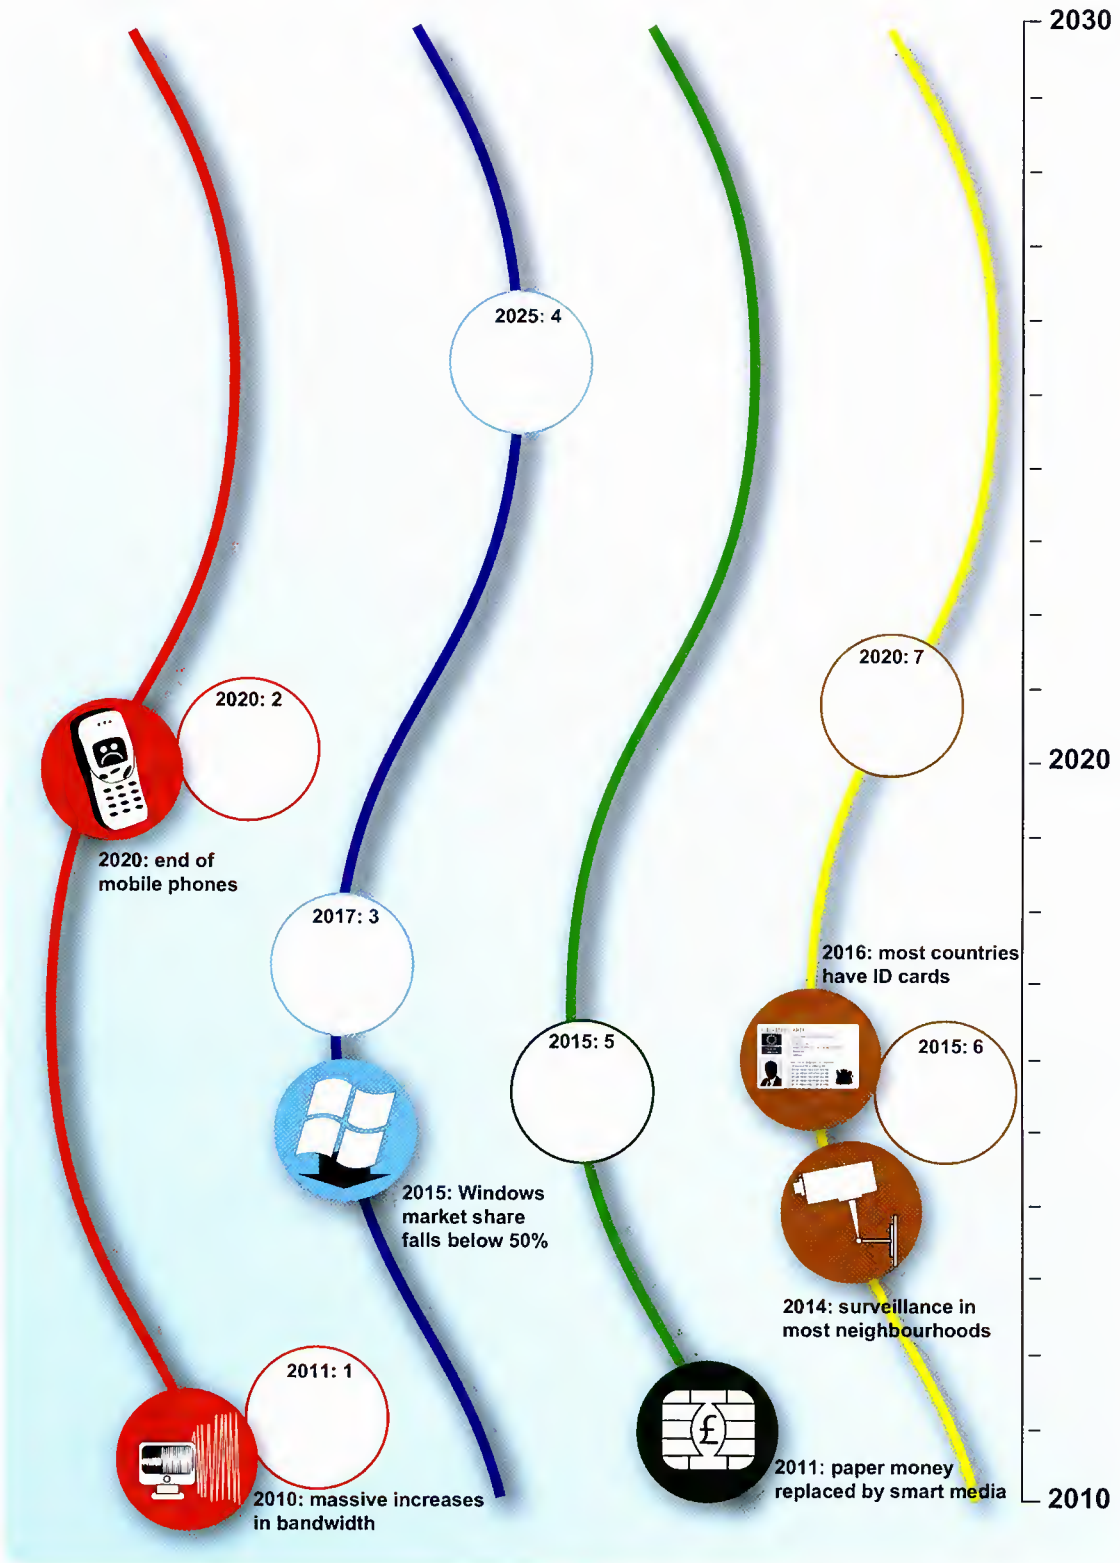 2030
2025: 4
2020: 7
2020: 2
2020
2020: end of
mobile phones
2017: 3
2016: most countries
have ID cards
2015: 5
2015: 6
2015: Windows
market share
falls below 50%
2014: surveillance in
most neighbourhoods
2011: 1
£
2011: paper money
replaced by smart media
2010: massive increases
in bandwidth
2010